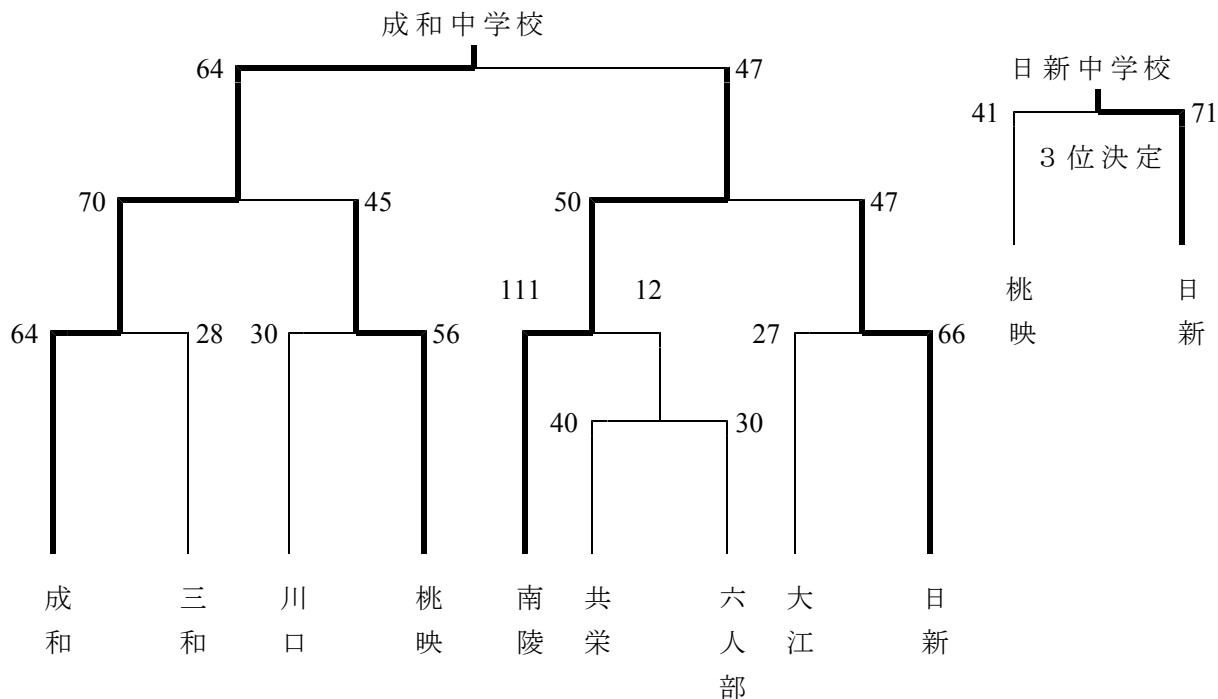 成和中学校
64 47
日新中学校
41 71
3位決定
70 45 50 47
桃映
日新
111 12
64 28 30 56 27 66
40 30
成和
三和
川口
桃映
南陵
共栄
六人部
大江
日新